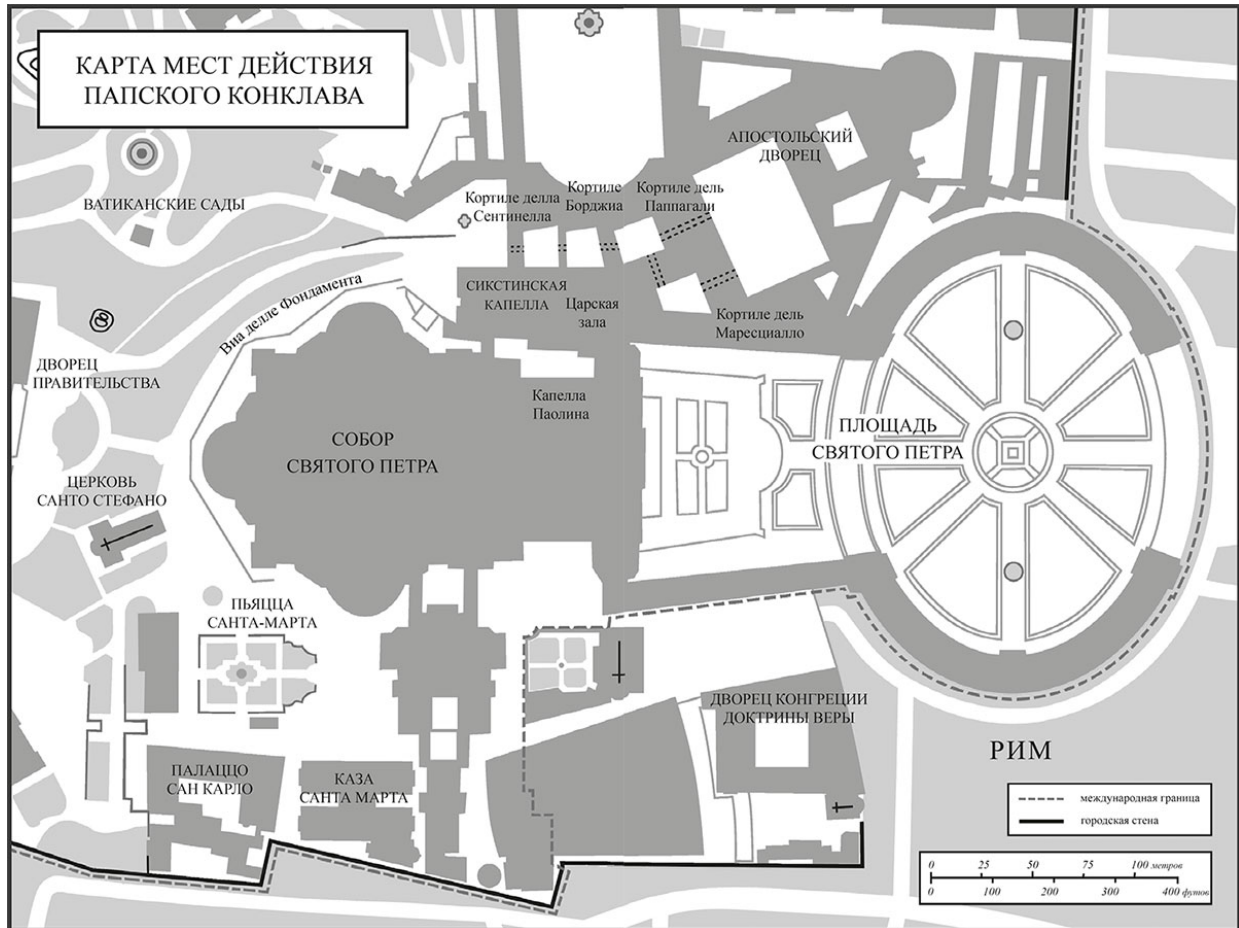 КАРТА МЕСТ ДЕЙСТВИЯ
ПАПСКОГО КОНКЛАВА
АПОСТОЛЬСКИЙ
ДВОРЕЦ
ВАТИКАНСКИЕ САДЫ
Кортиле делла
Сентинелла
Кортиле
Борджиа
Кортиле дель
Паппагали
Виа делле Фондамента
СИКСТИНСКАЯ
КАПЕЛЛА
Царская
зала
Кортиле дель
Маресциалло
ДВОРЕЦ
ПРАВИТЕЛЬСТВА
Капелла
Паолина
СОБОР
СВЯТОГО ПЕТРА
ПЛОЩАДЬ
СВЯТОГО ПЕТРА
ЦЕРКОВЬ
САНТО СТЕФАНО
ПЬЯЦЦА
САНТА-МАРТА
ДВОРЕЦ КОНГРЕЦИИ
ДОКТРИНЫ ВЕРЫ
РИМ
ПАЛАЦЦО
САН КАРЛО
КАЗА
САНТА МАРТА
международная граница
городская стена
0 25 50 75 100 метров
0 100 200 300 400 футов